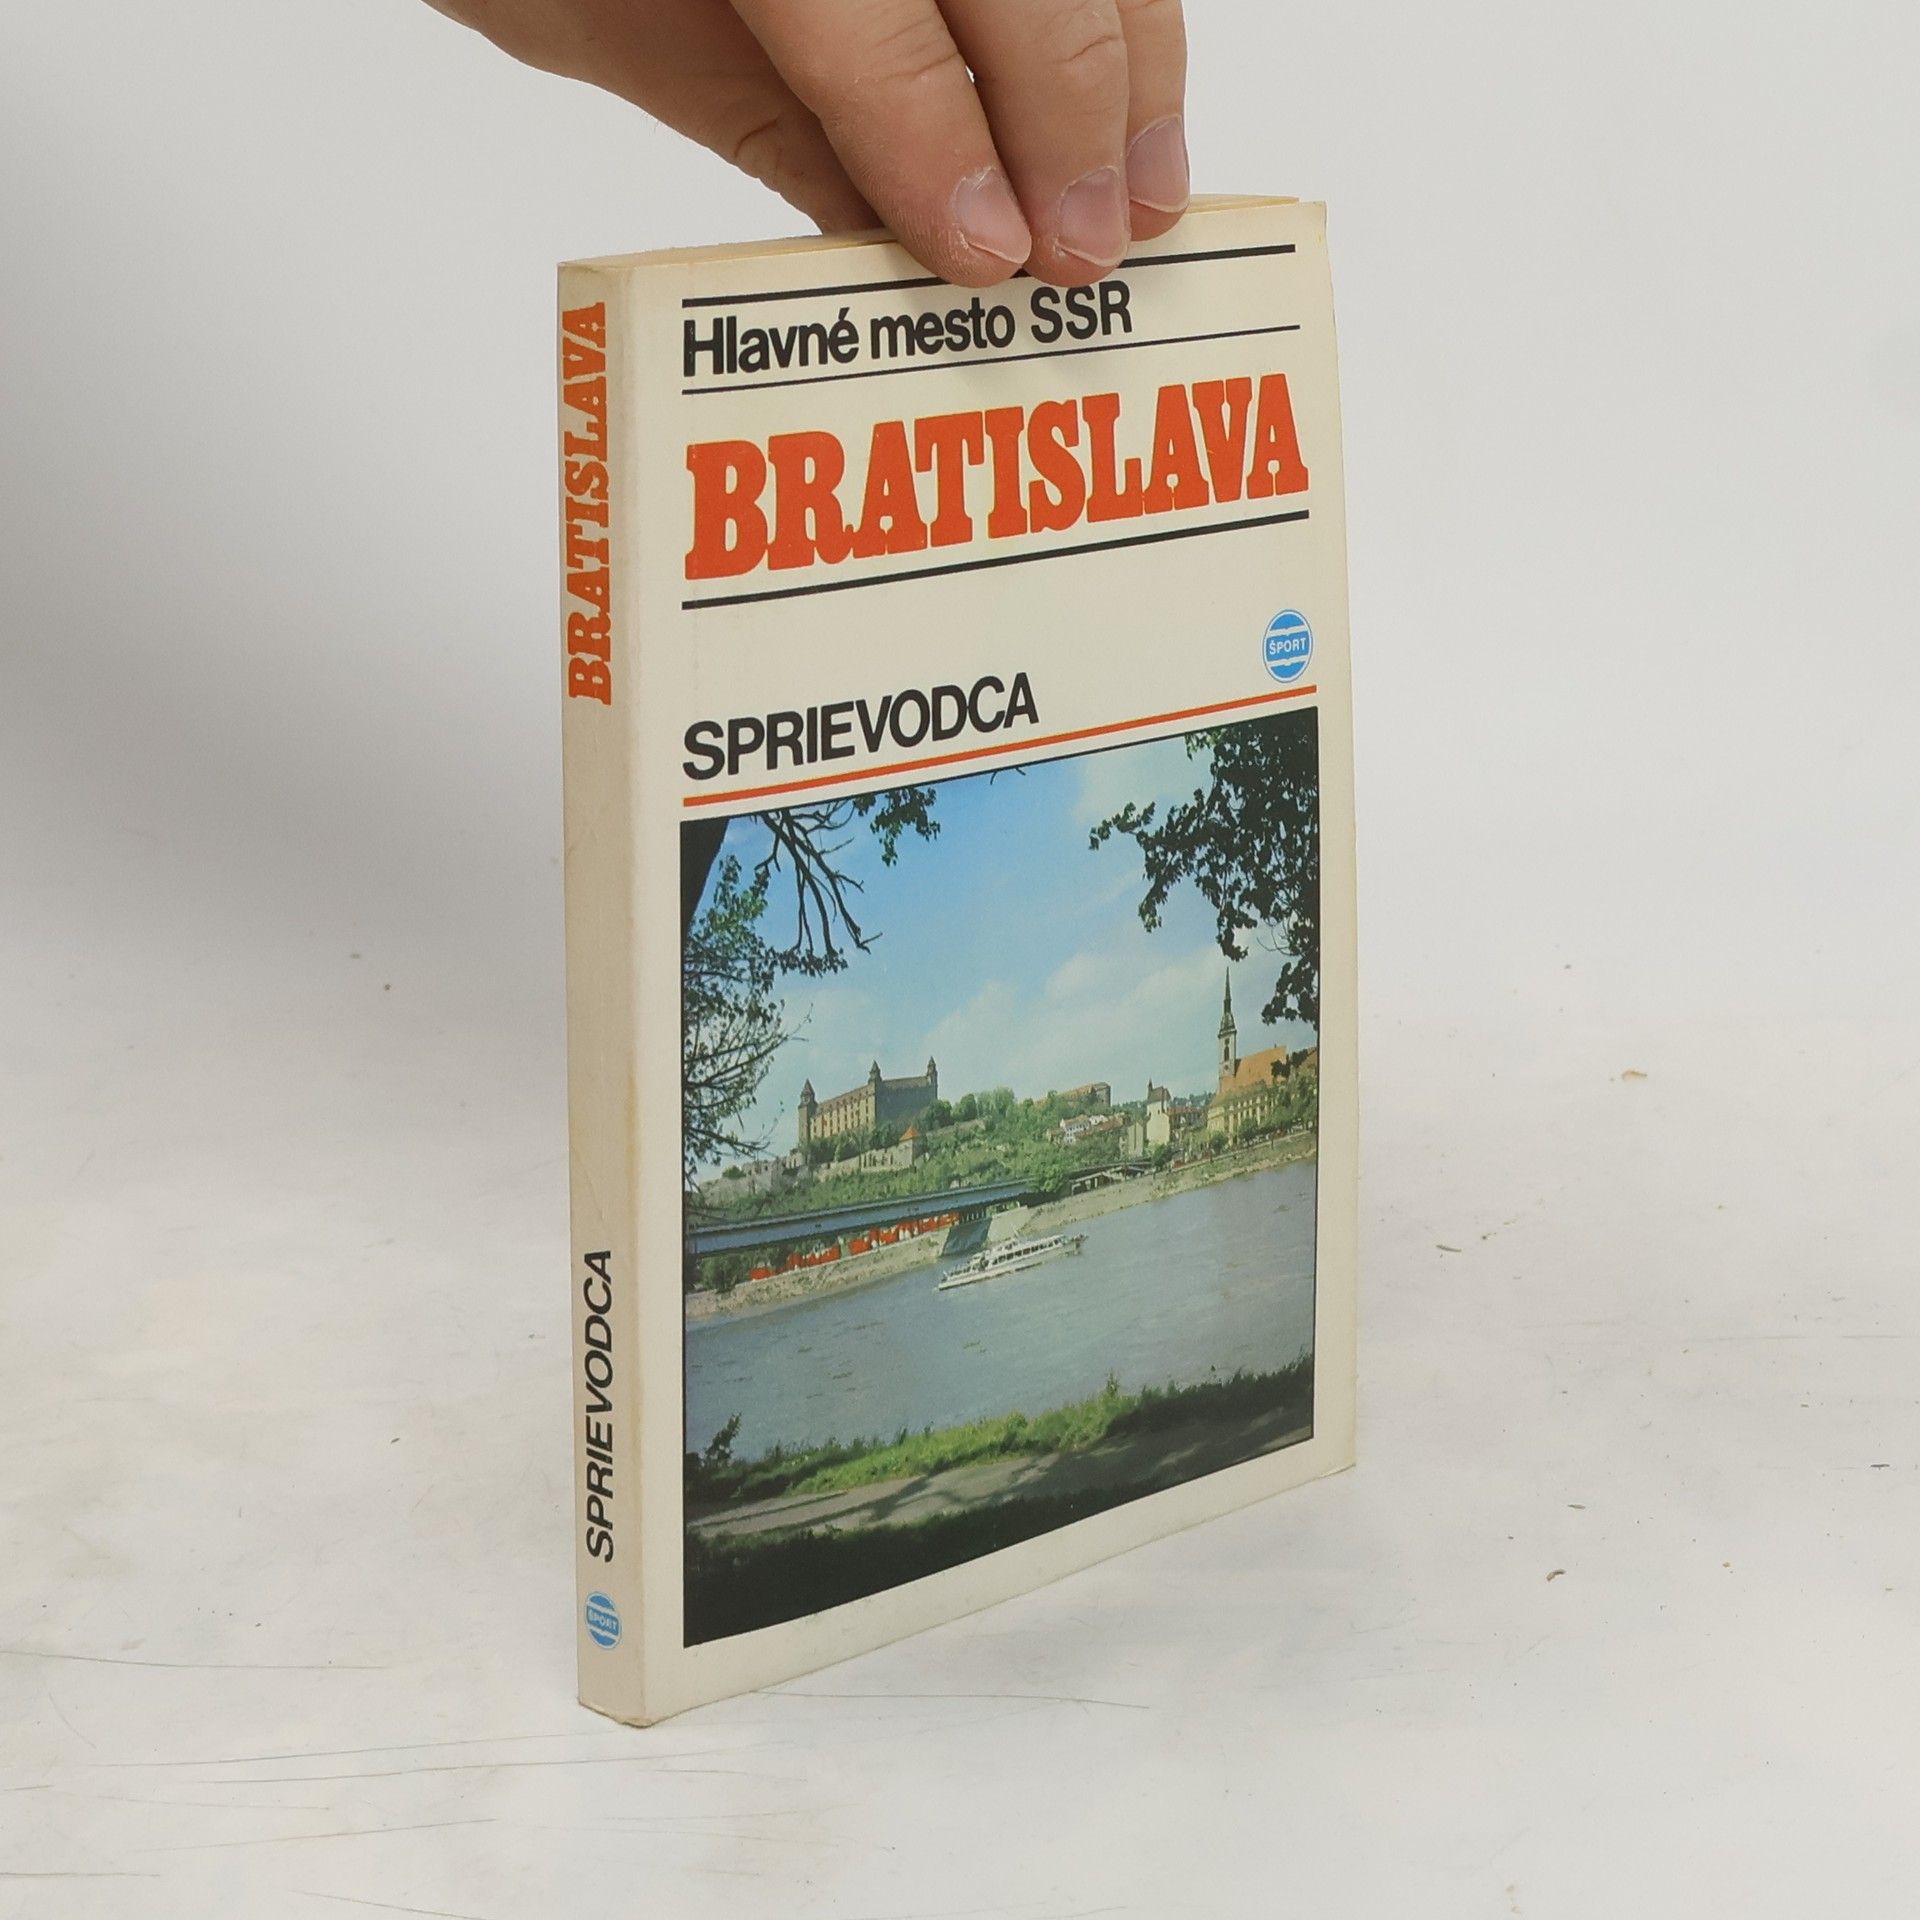 Hlavné mesto SSR
BRATISLAVA
ŠPORT
SPRIEVODCA
BRATISLAVA
SPRIEVODCA
ŠPORT